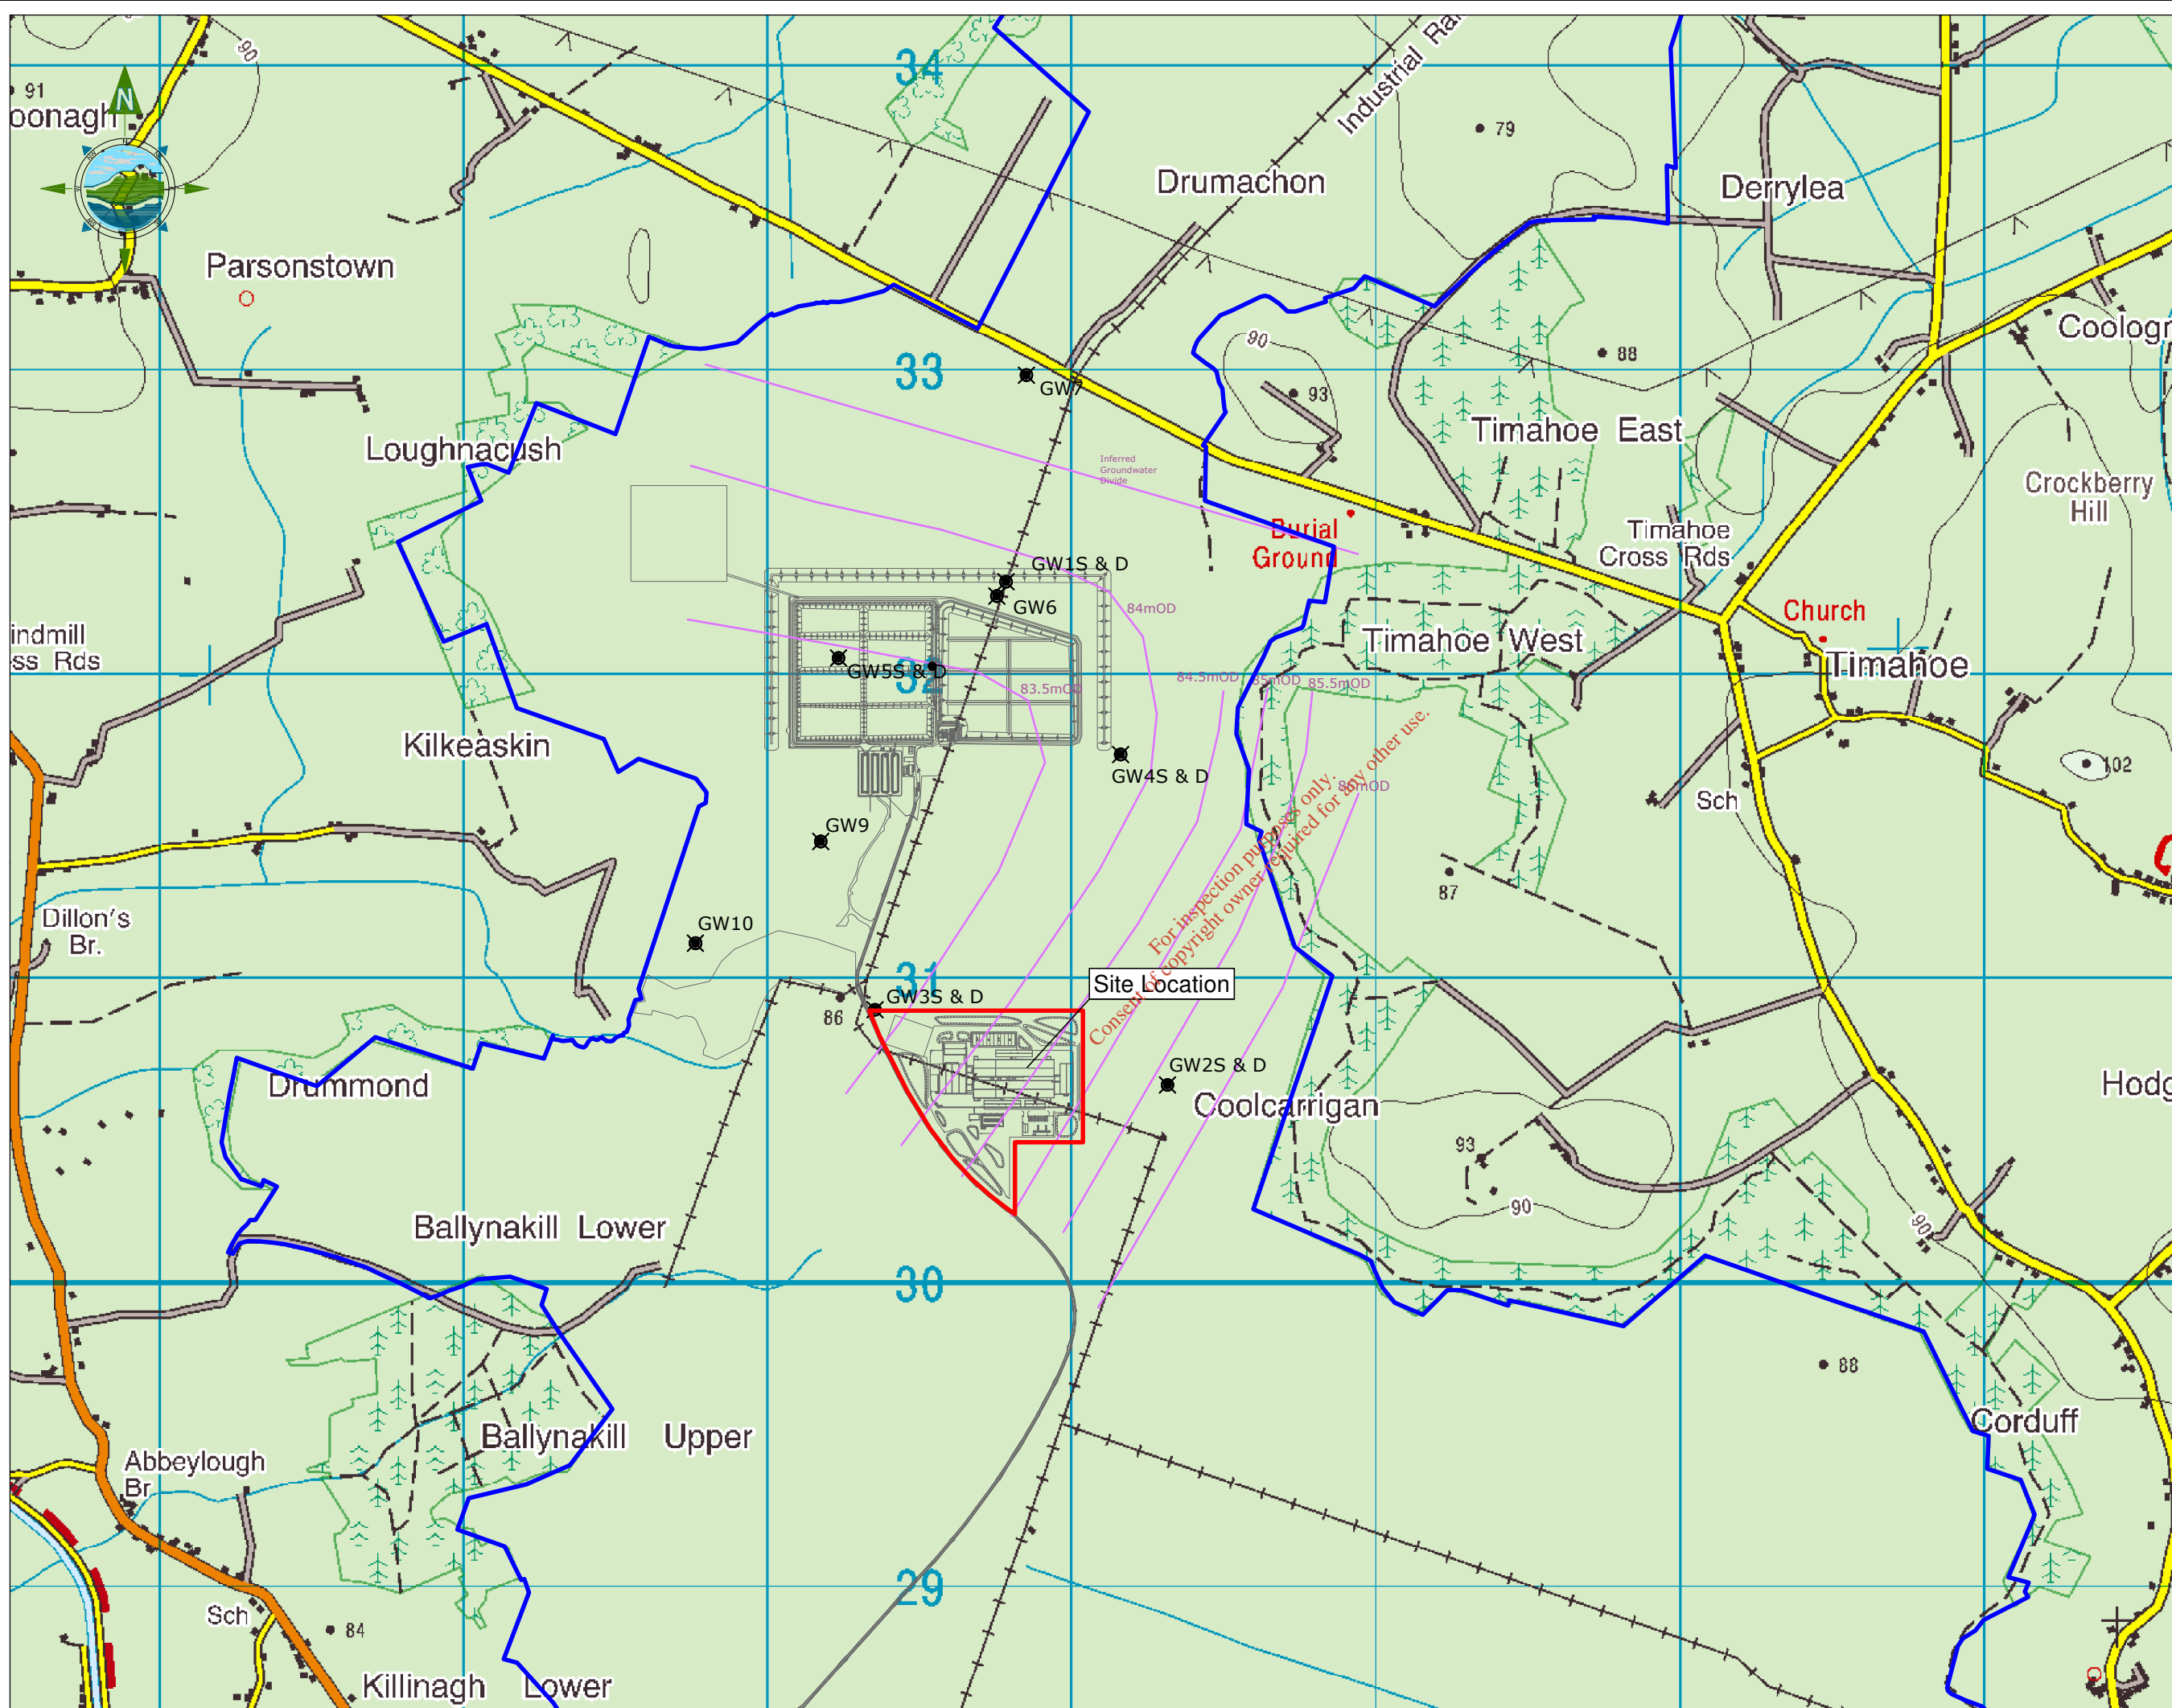 90
34
91
oonagh
N
Industrial Ra
79
Drumachon
Derrylea
Parsonstown
90
Coologr
33
88
GW7
93
Loughnacush
Timahoe East
Inferred
Groundwater
Divide
Crockberry
Hill
Burial
Ground
Timahoe
Cross Rds
GW1S & D
GW6
84mOD
Church
indmill
ss Rds
Timahoe West
Timahoe
GW5S & D
32
83.5mOD
84.5mOD
85mOD
85.5mOD
Kilkeaskin
GW4S & D
86mOD
102
Sch
GW9
87
Dillon's
Br.
GW10
For inspection purposes only.
Consent of copyright owner required for any other use.
31
Site Location
GW3S & D
86
GW2S & D
Drummond
Coolcarrigan
Hodg
93
90
90
Ballynakill Lower
30
88
Corduff
Ballynakill Upper
Abbeylough
Br
29
Sch
84
Killinagh Lower